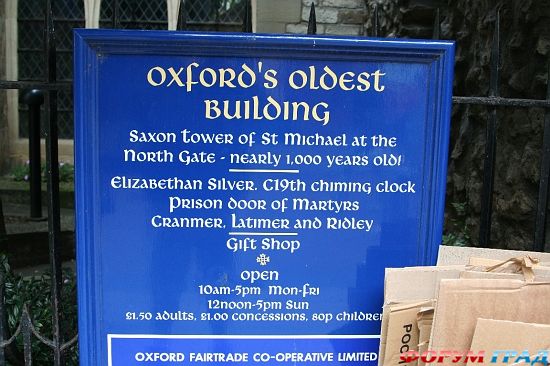 OXFORD'S OLDEST
BUILDING
SAXON TOWER OF ST MICHAEL AT THE
NORTH GATE - NEARLY 1,000 YEARS OLD!
ELIZABETHAN SILVER. C19TH CHIMING CLOCK
PRISON DOOR OF MARTYRS
CRANMER, LATIMER AND RIDLEY
GIFT SHOP
OPEN
10AM-5PM MON-FRI
12NOON-5PM SUN
£1.50 ADULTS, £1.00 CONCESSIONS, 80P CHILDREN
OXFORD FAIRTRADE CO-OPERATIVE LIMITED
POCK
ФОРУМГРАД